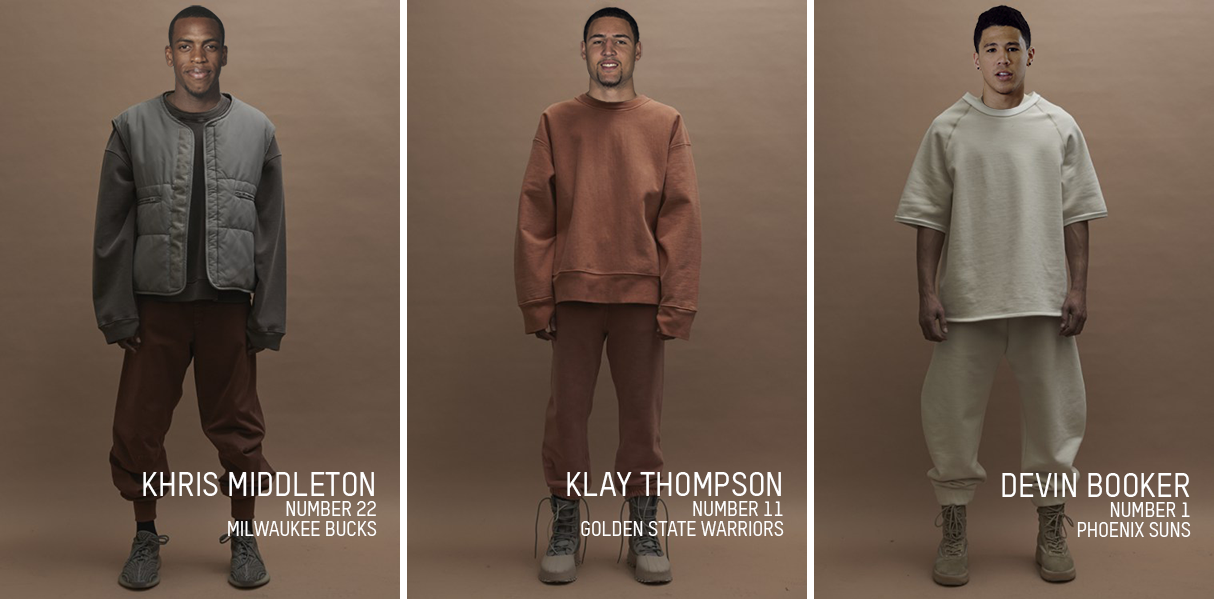 KHRIS MIDDLETON
NUMBER 22
MILWAUKEE BUCKS
KLAY THOMPSON
NUMBER 11
GOLDEN STATE WARRIORS
DEVIN BOOKER
NUMBER 1
PHOENIX SUNS